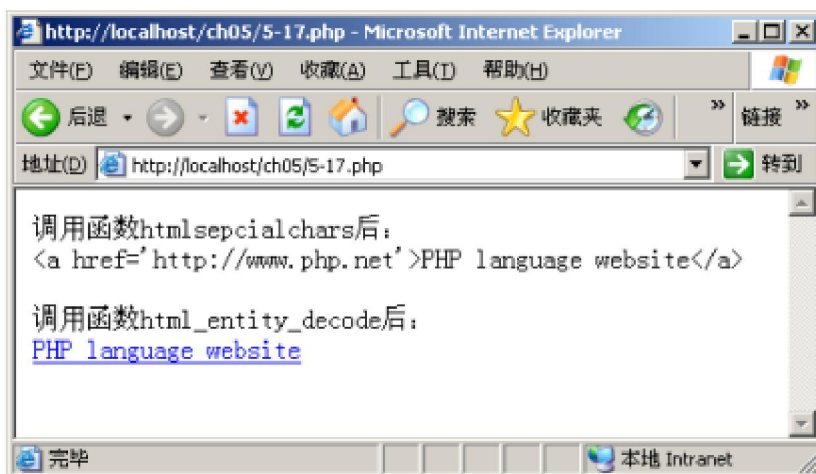 http://localhost/ch05/5-17.php - Microsoft Internet Explorer
文件(F) 编辑(E) 查看(V) 收藏(A) 工具(T) 帮助(H)
后退 搜索 收藏夹 » 链接 »
地址(D) http://localhost/ch05/5-17.php 转到
调用函数htmlsepcialchars后：
<a href='http://www.php.net'>PHP language website</a>
调用函数html_entity_decode后：
PHP language website
完毕 本地 Intranet